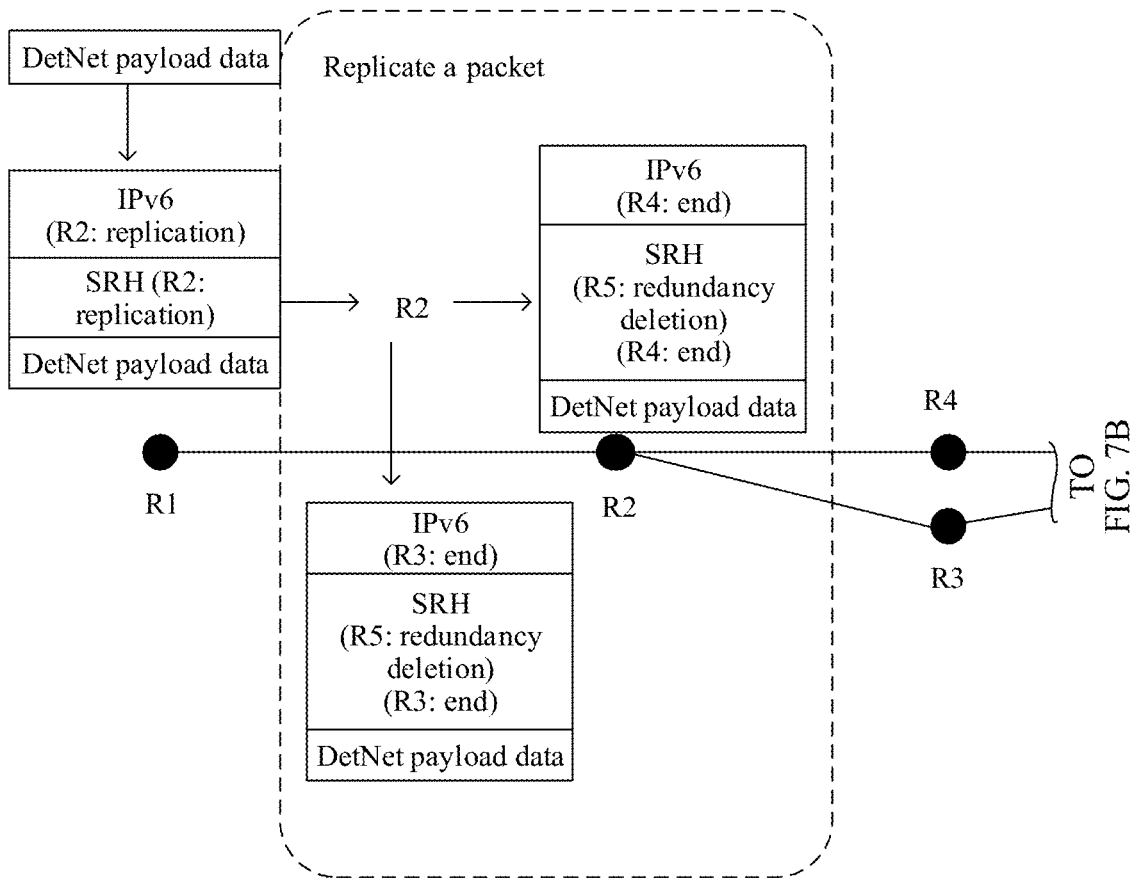 DetNet payload data
Replicate a packet
IPv6
(R2: replication)
SRH (R2:
replication)
DetNet payload data
R2
IPv6
(R4: end)
SRH
(R5: redundancy
deletion)
(R4: end)
DetNet payload data
R1
R2
R4
R3
TO
FIG. 7B
IPv6
(R3: end)
SRH
(R5: redundancy
deletion)
(R3: end)
DetNet payload data